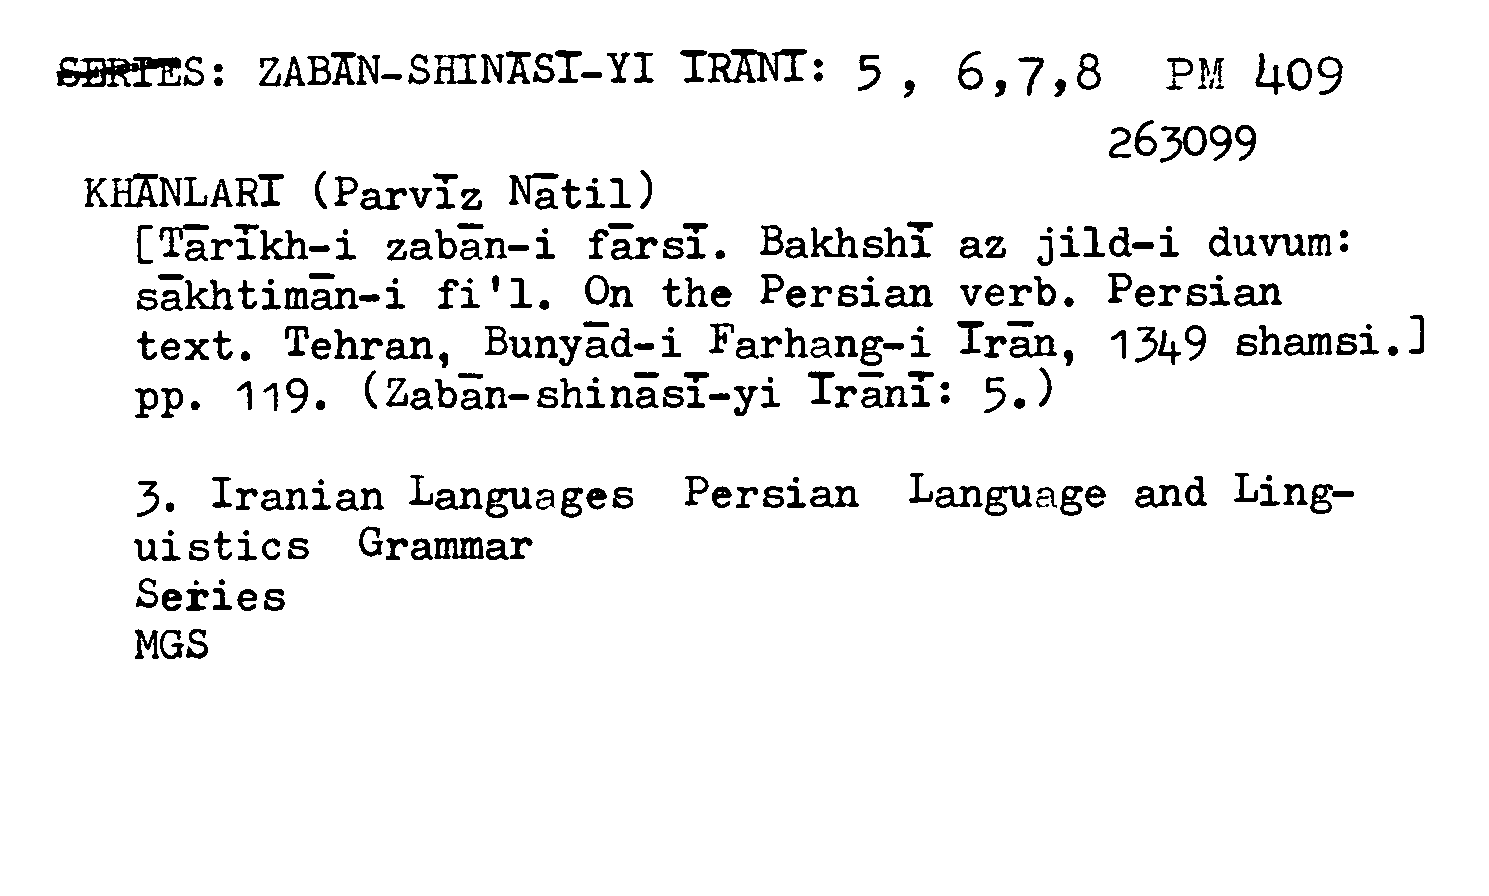 SERIES: ZABĀN-SHINĀSĪ-YI ĪRĀNĪ: 5 , 6,7,8 PM 409
263099
KHĀNLARĪ (Parvīz Nātil)
[Tārīkh-i zabān-i fārsī. Bakhshī az jild-i duvum:
sākhtimān-i fi'l. On the Persian verb. Persian
text. Tehran, Bunyād-i Farhang-i Īrān, 1349 shamsi.]
pp. 119. (Zabān-shināsī-yi Īrānī: 5.)
3. Iranian Languages Persian Language and Ling-
uistics Grammar
Series
MGS